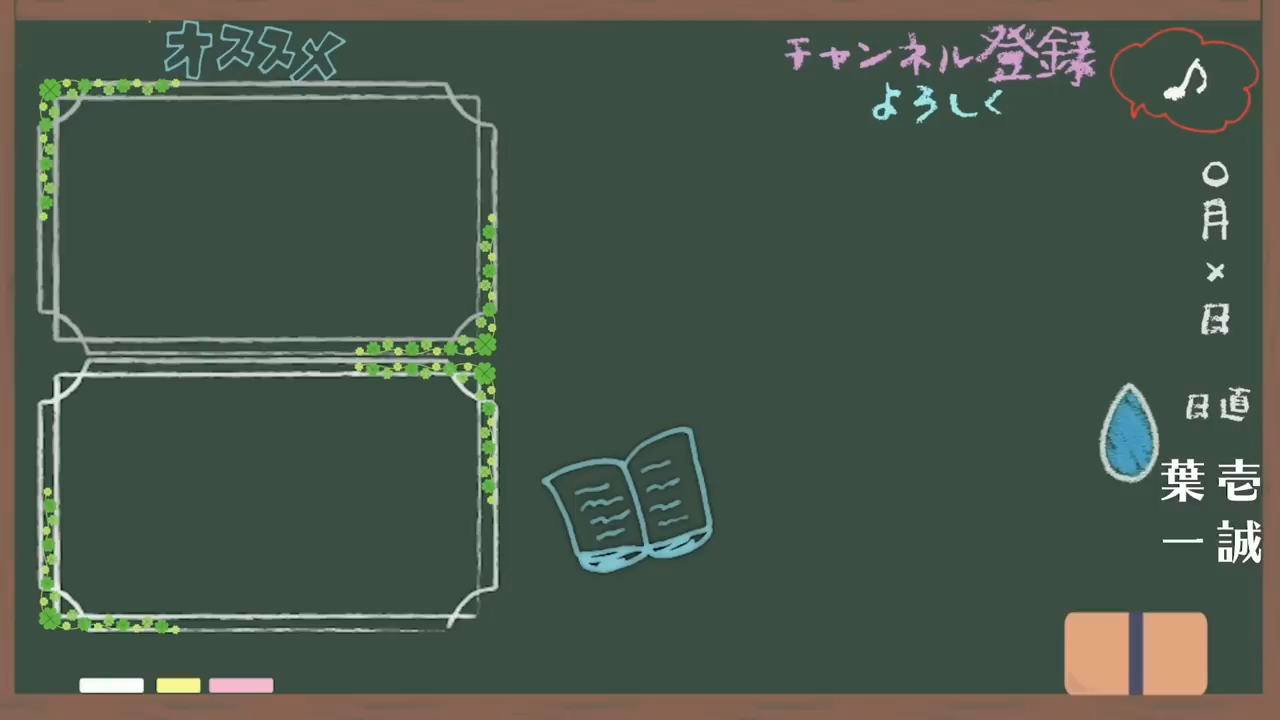 オススメ
チャンネル登録
よろしく
〇月×日
日直
壱誠
葉一